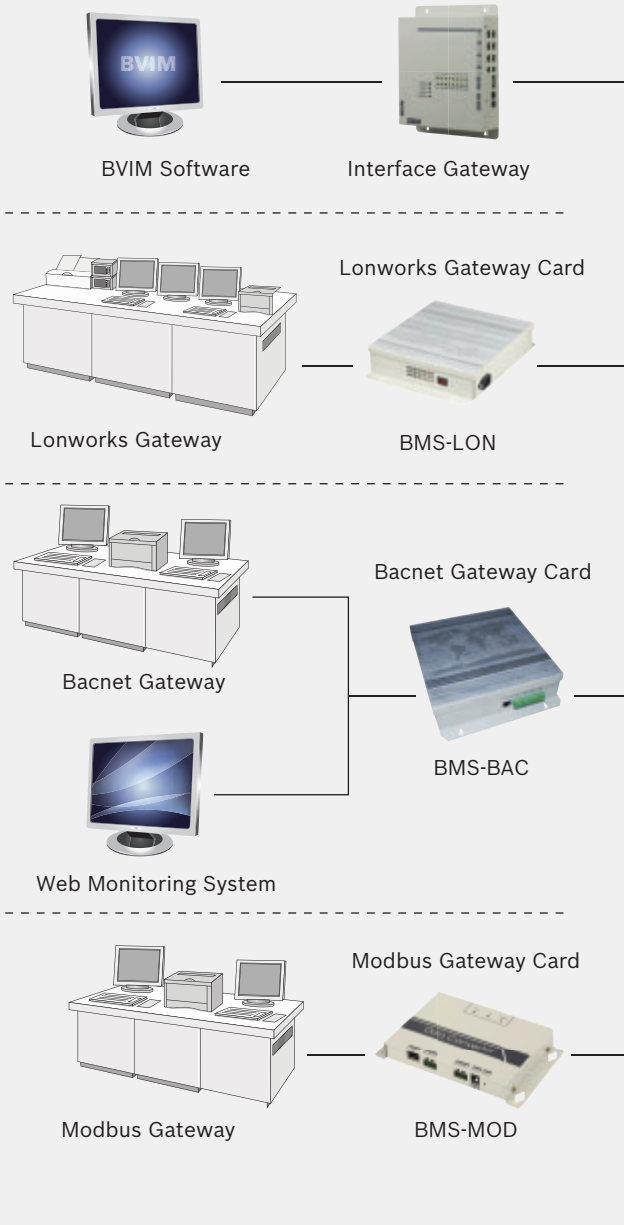 BVIM
BVIM Software
Interface Gateway
Lonworks Gateway Card
Lonworks Gateway
BMS-LON
Bacnet Gateway Card
Bacnet Gateway
BMS-BAC
Web Monitoring System
Modbus Gateway Card
Modbus Gateway
BMS-MOD